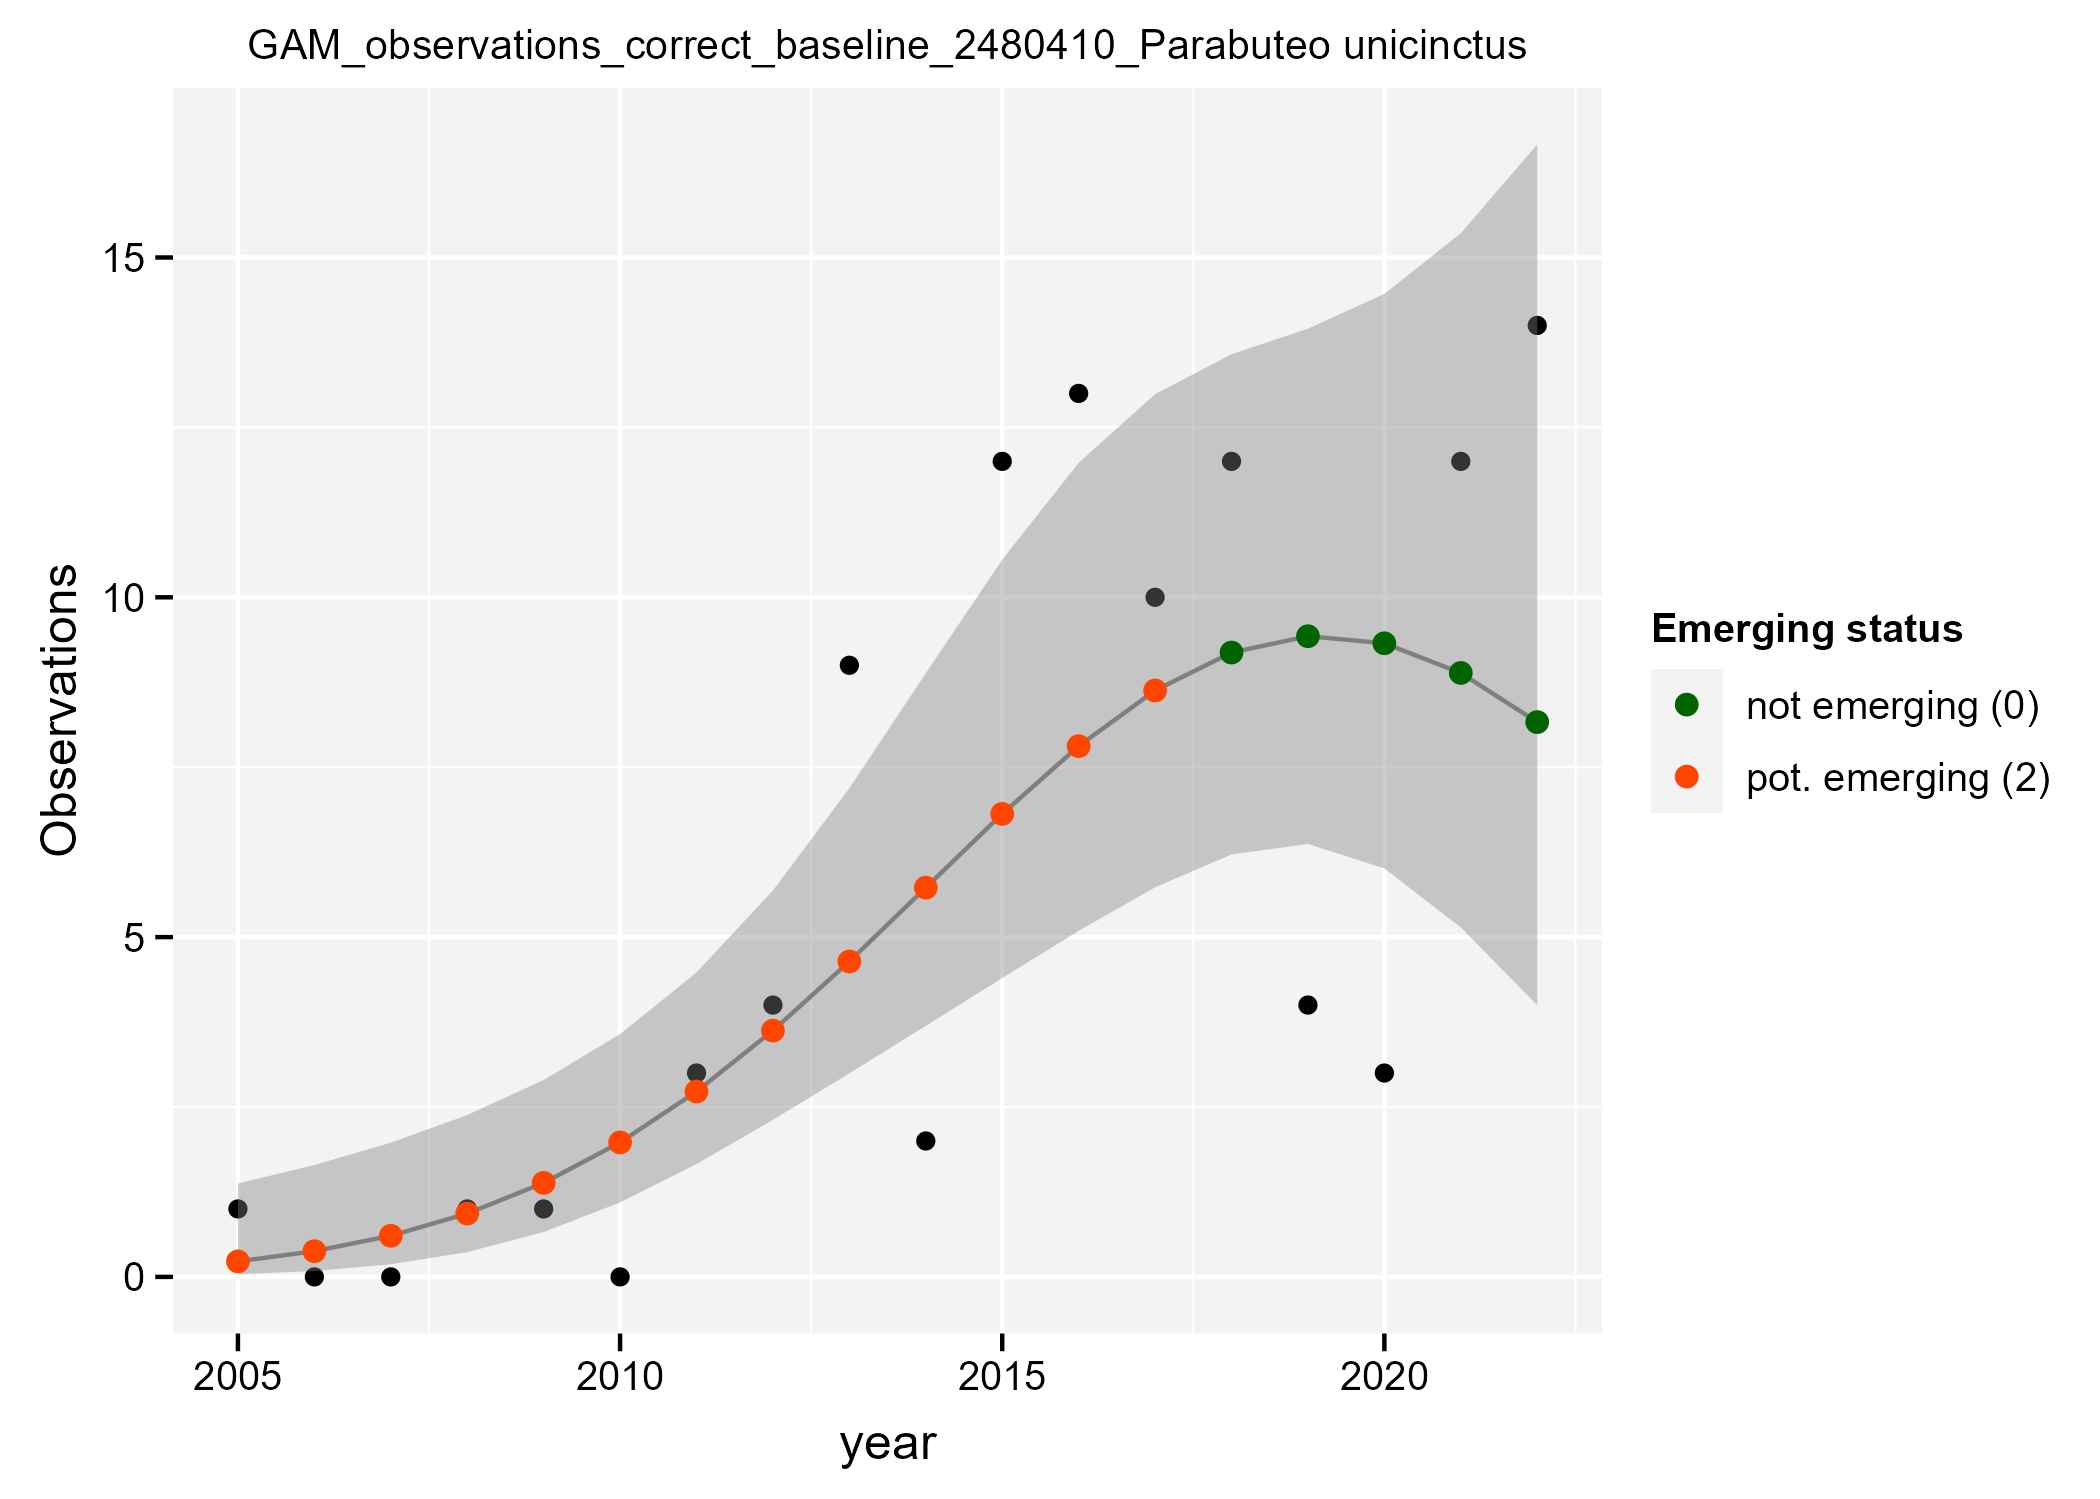 GAM_observations_correct_baseline_2480410_Parabuteo unicinctus
Observations
15
10
5
0
2005 2010 2015 2020
year
Emerging status
not emerging (0)
pot. emerging (2)